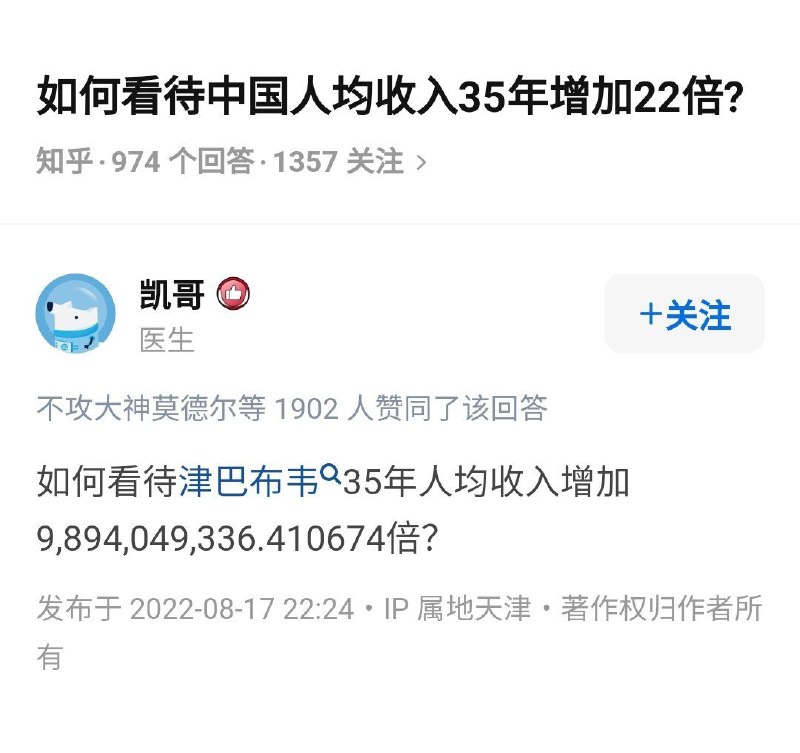 如何看待中国人均收入35年增加22倍?
知乎·974 个回答·1357 关注 >
凯哥
医生
+关注
不攻大神莫德尔等 1902 人赞同了该回答
如何看待津巴布韦35年人均收入增加
9,894,049,336.410674倍?
发布于 2022-08-17 22:24・IP 属地天津・著作权归作者所
有